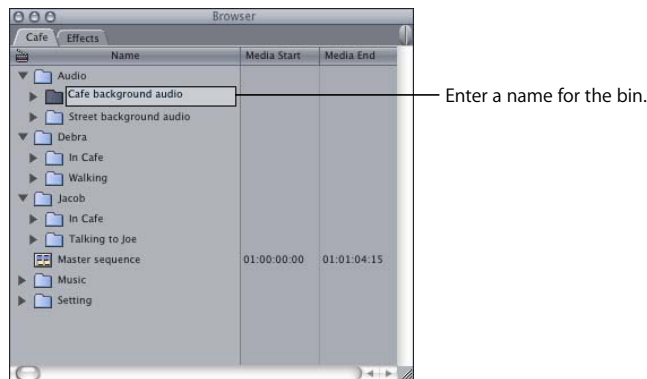 Browser
Cafe Effects
Name Media Start Media End
Audio
Cafe background audio
Enter a name for the bin.
Street background audio
Debra
In Cafe
Walking
Jacob
In Cafe
Talking to Joe
Master sequence 01:00:00:00 01:01:04:15
Music
Setting